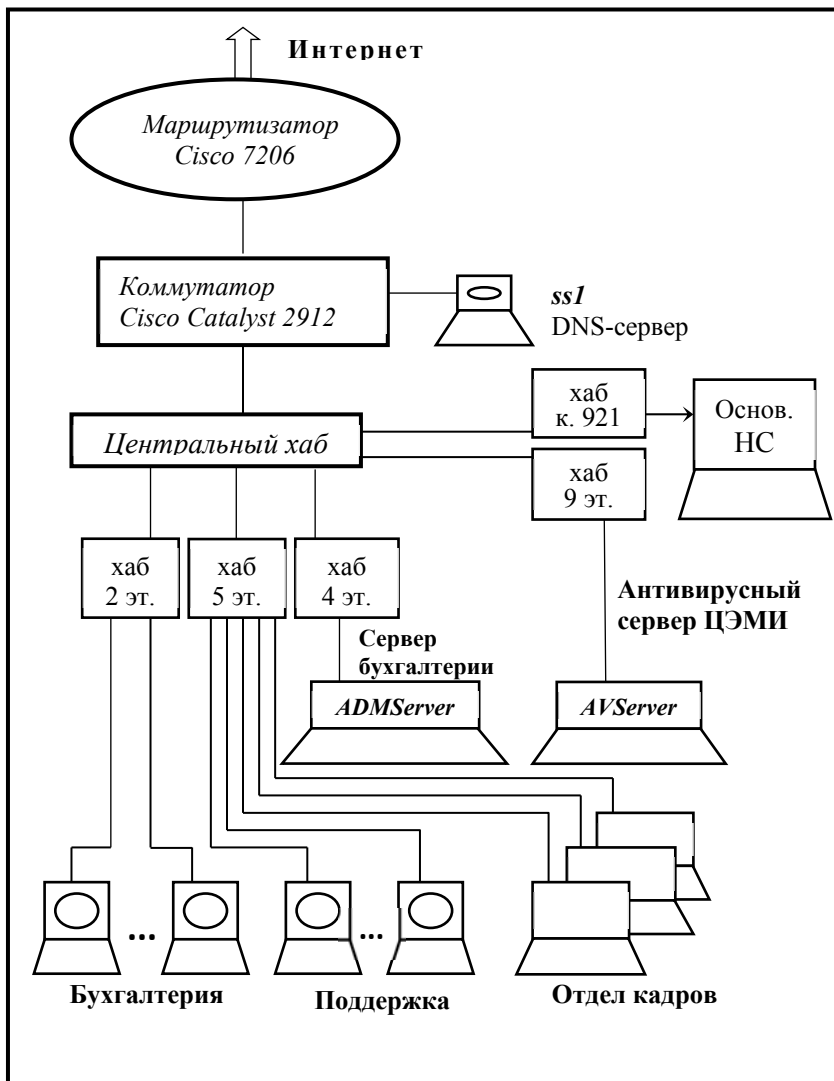 Интернет
Маршрутизатор
Cisco 7206
Коммутатор
Cisco Catalyst 2912
ss1
DNS-сервер
Центральный хаб
хаб
к. 921
Основ.
НС
хаб
9 эт.
хаб
2 эт.
хаб
5 эт.
хаб
4 эт.
Антивирусный
сервер ЦЭМИ
Сервер
бухгалтерии
ADMServer
AVServer
...
...
Бухгалтерия
Поддержка
Отдел кадров